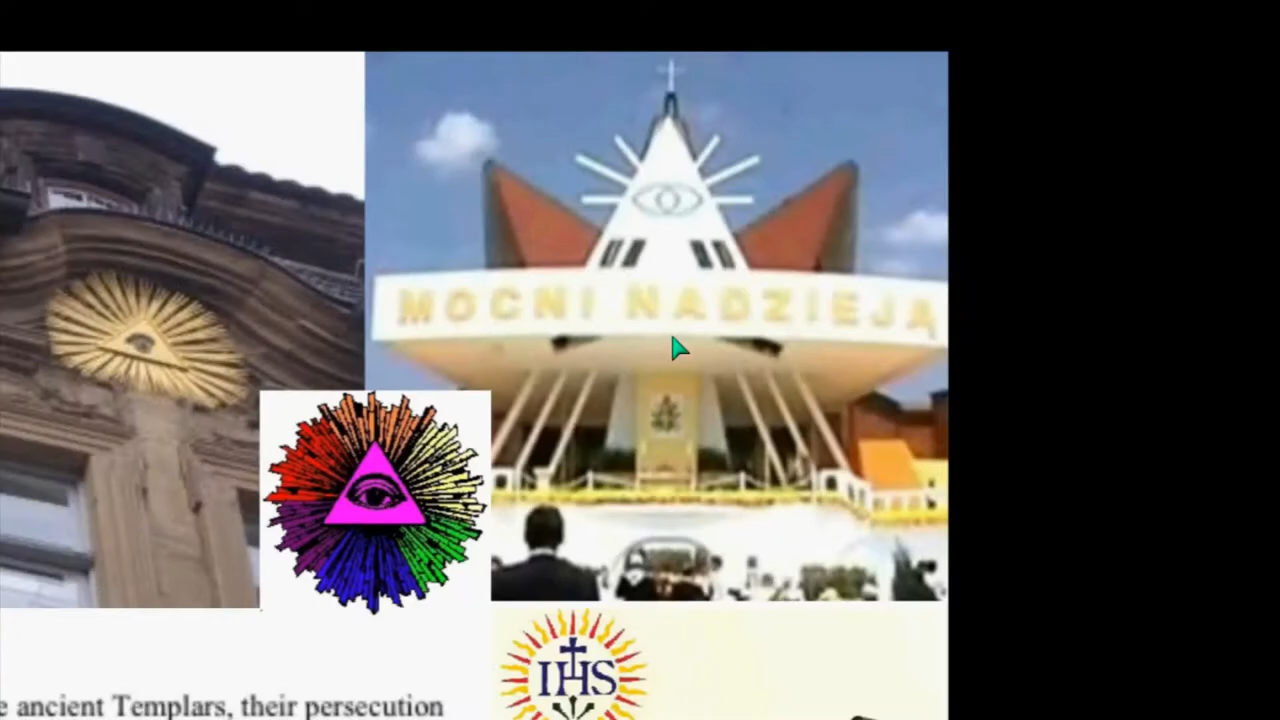 MOCNI NADZIEJĄ
IHS
e ancient Templars, their persecution